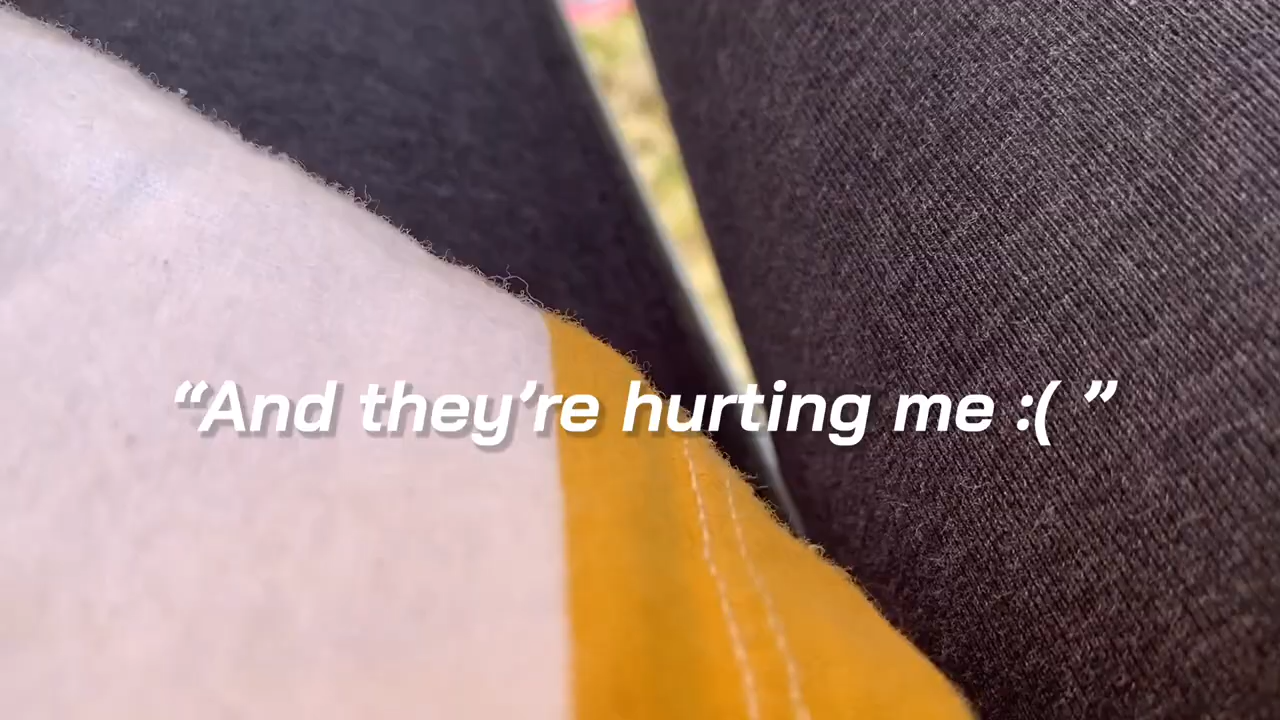 “And they’re hurting me :( ”